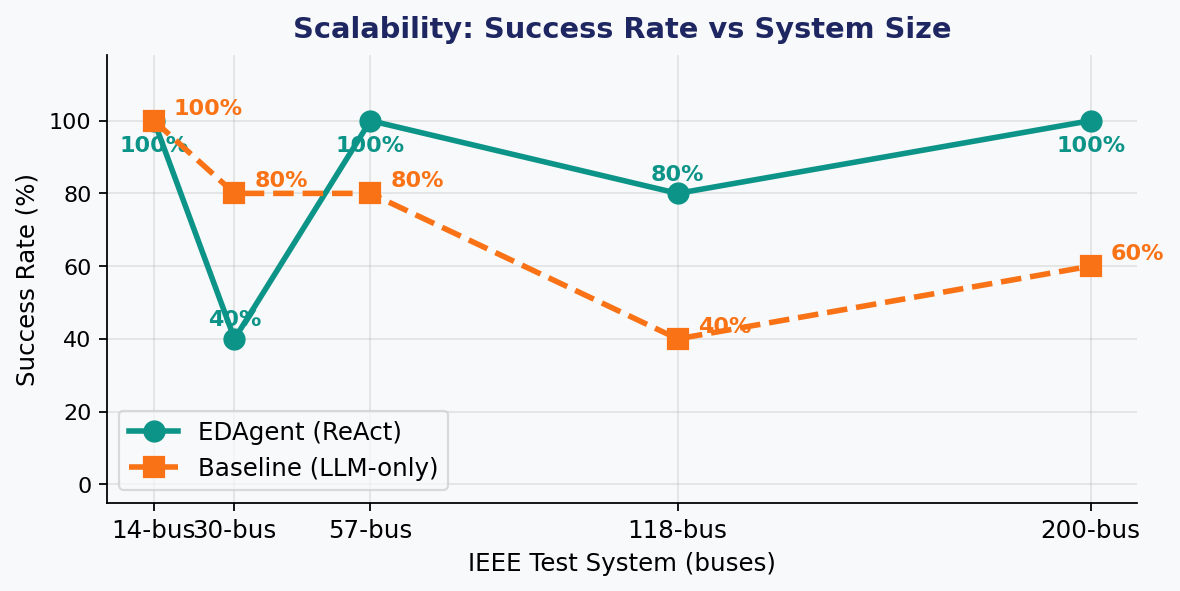 Scalability: Success Rate vs System Size
Success Rate (%)
100
80
60
40
20
0
100%
100%
80%
80%
40%
100%
80%
40%
100%
60%
EDAgent (ReAct)
Baseline (LLM-only)
14-bus
30-bus
57-bus
118-bus
200-bus
IEEE Test System (buses)